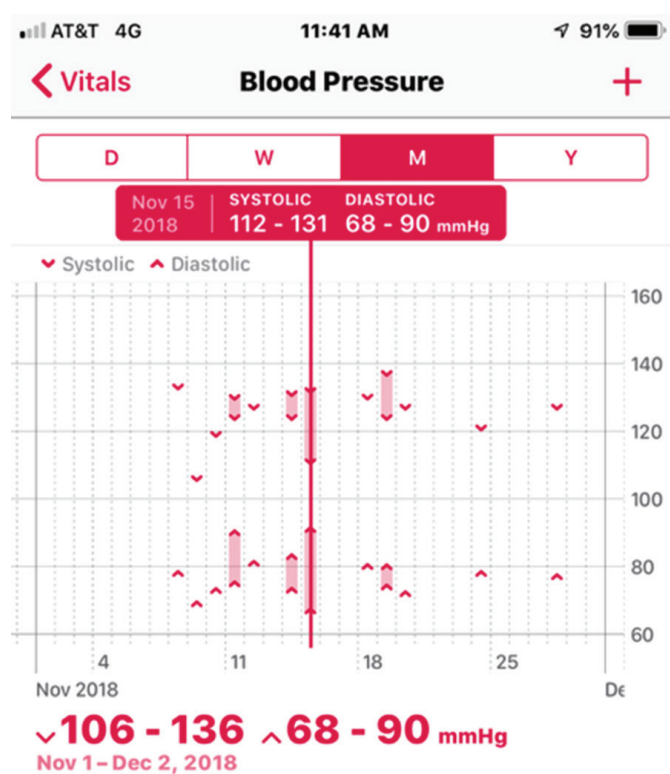 AT&T 4G 11:41 AM 91%
Vitals Blood Pressure +
D W M Y
Nov 15 SYSTOLIC DIASTOLIC
2018 112 - 131 68 - 90 mmHg
Systolic Diastolic
160
140
120
100
80
60
4 11 18 25
Nov 2018 De
106 - 136 68 - 90 mmHg
Nov 1 – Dec 2, 2018